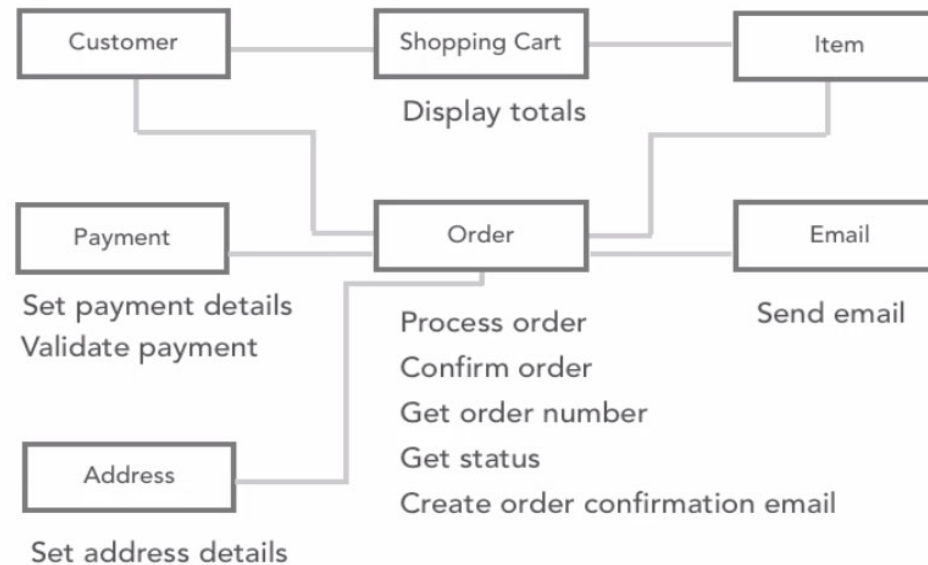 Customer
Shopping Cart
Item
Display totals
Payment
Order
Email
Set payment details
Validate payment
Send email
Process order
Confirm order
Get order number
Get status
Create order confirmation email
Address
Set address details